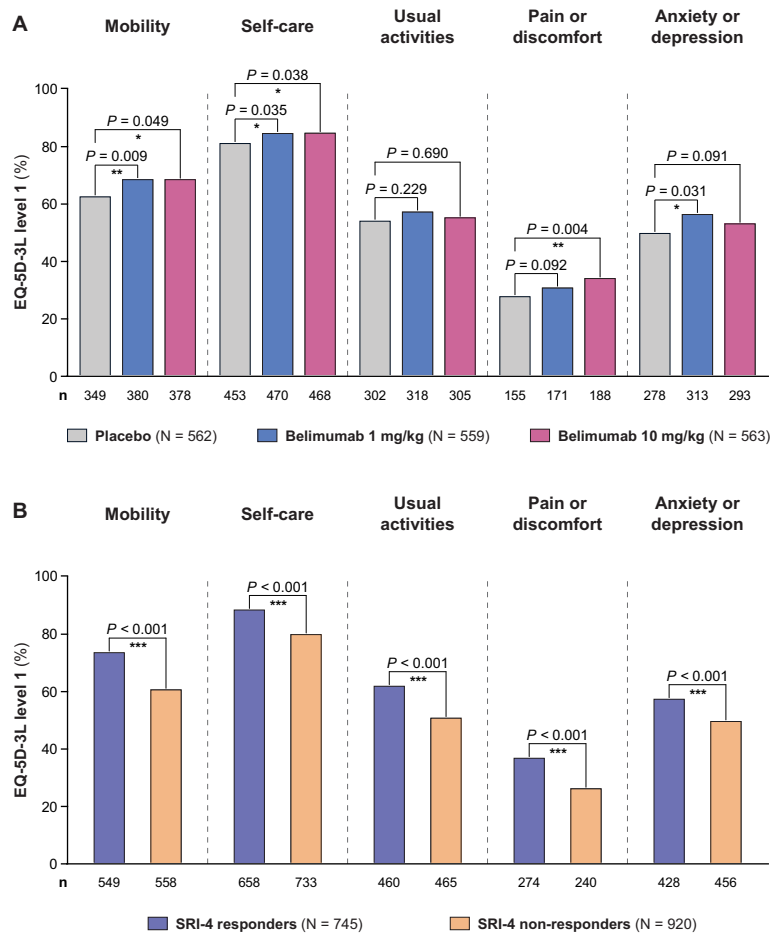 A
Mobility
Self-care
Usual
activities
Pain or
discomfort
Anxiety or
depression
EQ-5D-3L level 1 (%)
100
80
60
40
20
0
P = 0.049
*
P = 0.009
**
P = 0.038
*
P = 0.035
*
P = 0.690
P = 0.229
P = 0.004
**
P = 0.092
P = 0.091
P = 0.031
*
n 349 380 378 453 470 468 302 318 305 155 171 188 278 313 293
Placebo (N = 562) Belimumab 1 mg/kg (N = 559) Belimumab 10 mg/kg (N = 563)
B
Mobility
Self-care
Usual
activities
Pain or
discomfort
Anxiety or
depression
EQ-5D-3L level 1 (%)
100
80
60
40
20
0
P < 0.001
***
P < 0.001
***
P < 0.001
***
P < 0.001
***
P < 0.001
***
n 549 558 658 733 460 465 274 240 428 456
SRI-4 responders (N = 745) SRI-4 non-responders (N = 920)